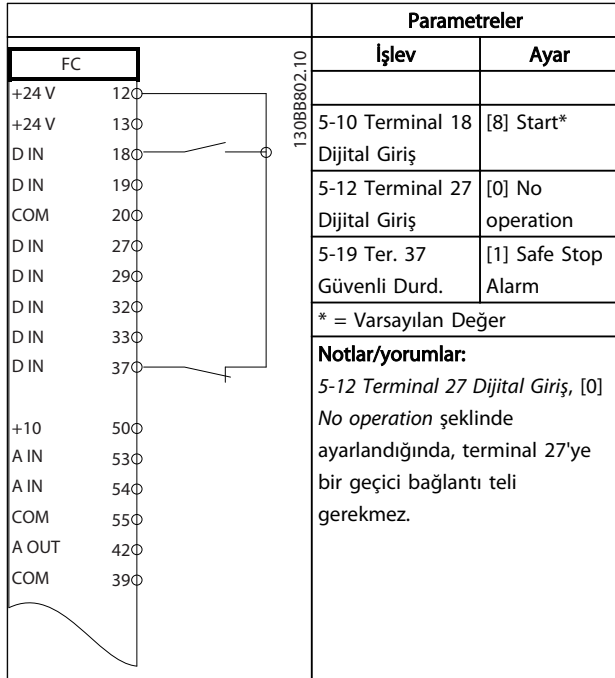 FC
+24 V 12
+24 V 13
D IN 18
D IN 19
COM 20
D IN 27
D IN 29
D IN 32
D IN 33
D IN 37
+10 50
A IN 53
A IN 54
COM 55
A OUT 42
COM 39
130BB802.10
Parametreler
İşlev Ayar
5-10 Terminal 18 [8] Start*
Dijital Giriş
5-12 Terminal 27 [0] No
Dijital Giriş operation
5-19 Ter. 37 [1] Safe Stop
Güvenli Durd. Alarm
* = Varsayılan Değer
Notlar/yorumlar:
5-12 Terminal 27 Dijital Giriş, [0]
No operation şeklinde
ayarlandığında, terminal 27'ye
bir geçici bağlantı teli
gerekmez.